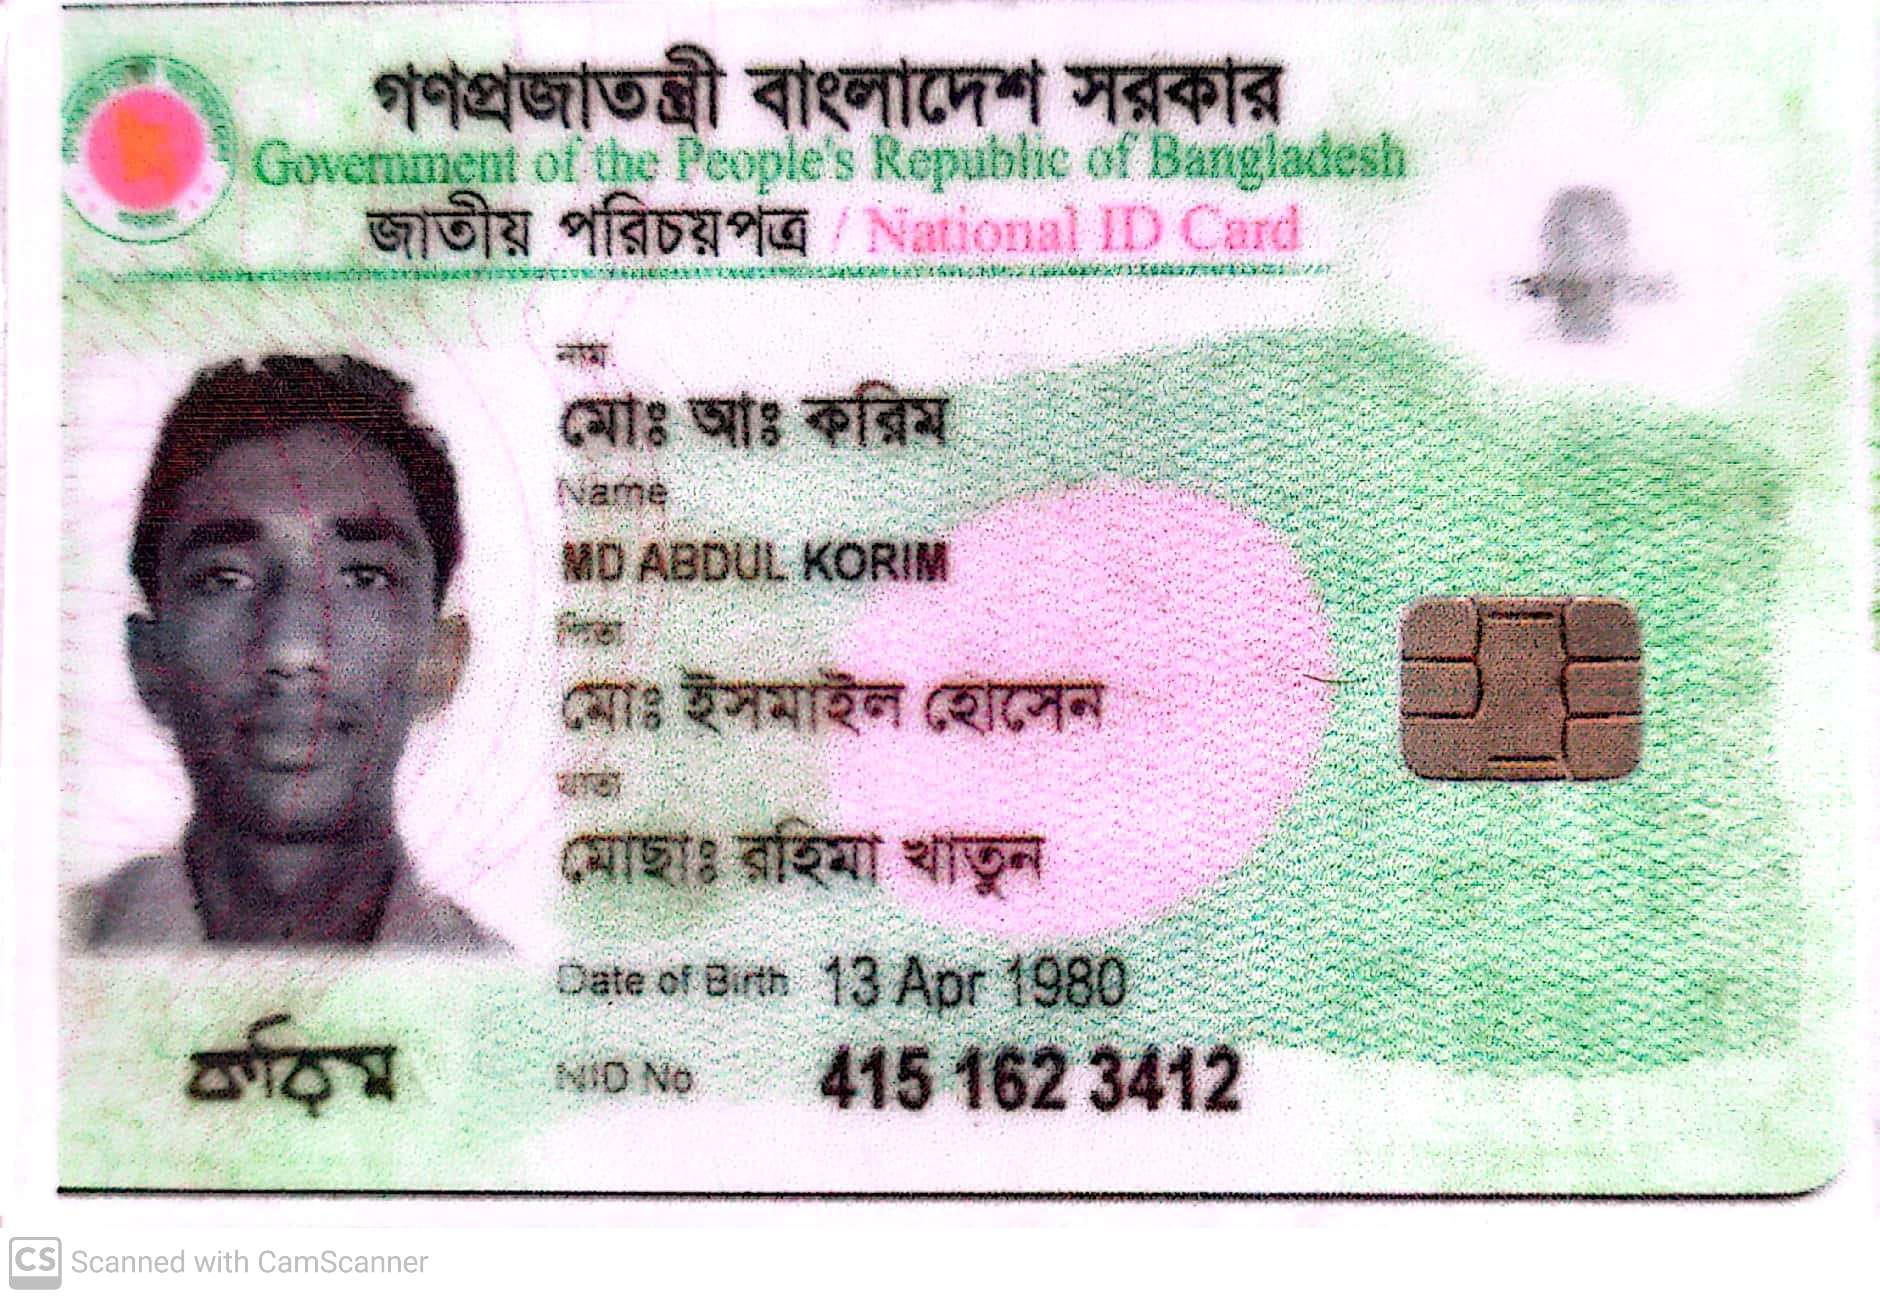 গণপ্রজাতন্ত্রী বাংলাদেশ সরকার
Government of the People's Republic of Bangladesh
জাতীয় পরিচয়পত্র / National ID Card
নাম
মোঃ আঃ করিম
Name
MD ABDUL KORIM
পিতা
মোঃ ইসমাইল হোসেন
মাতা
মোছাঃ রহিমা খাতুন
Date of Birth 13 Apr 1980
করিম
NID No 415 162 3412
CS Scanned with CamScanner